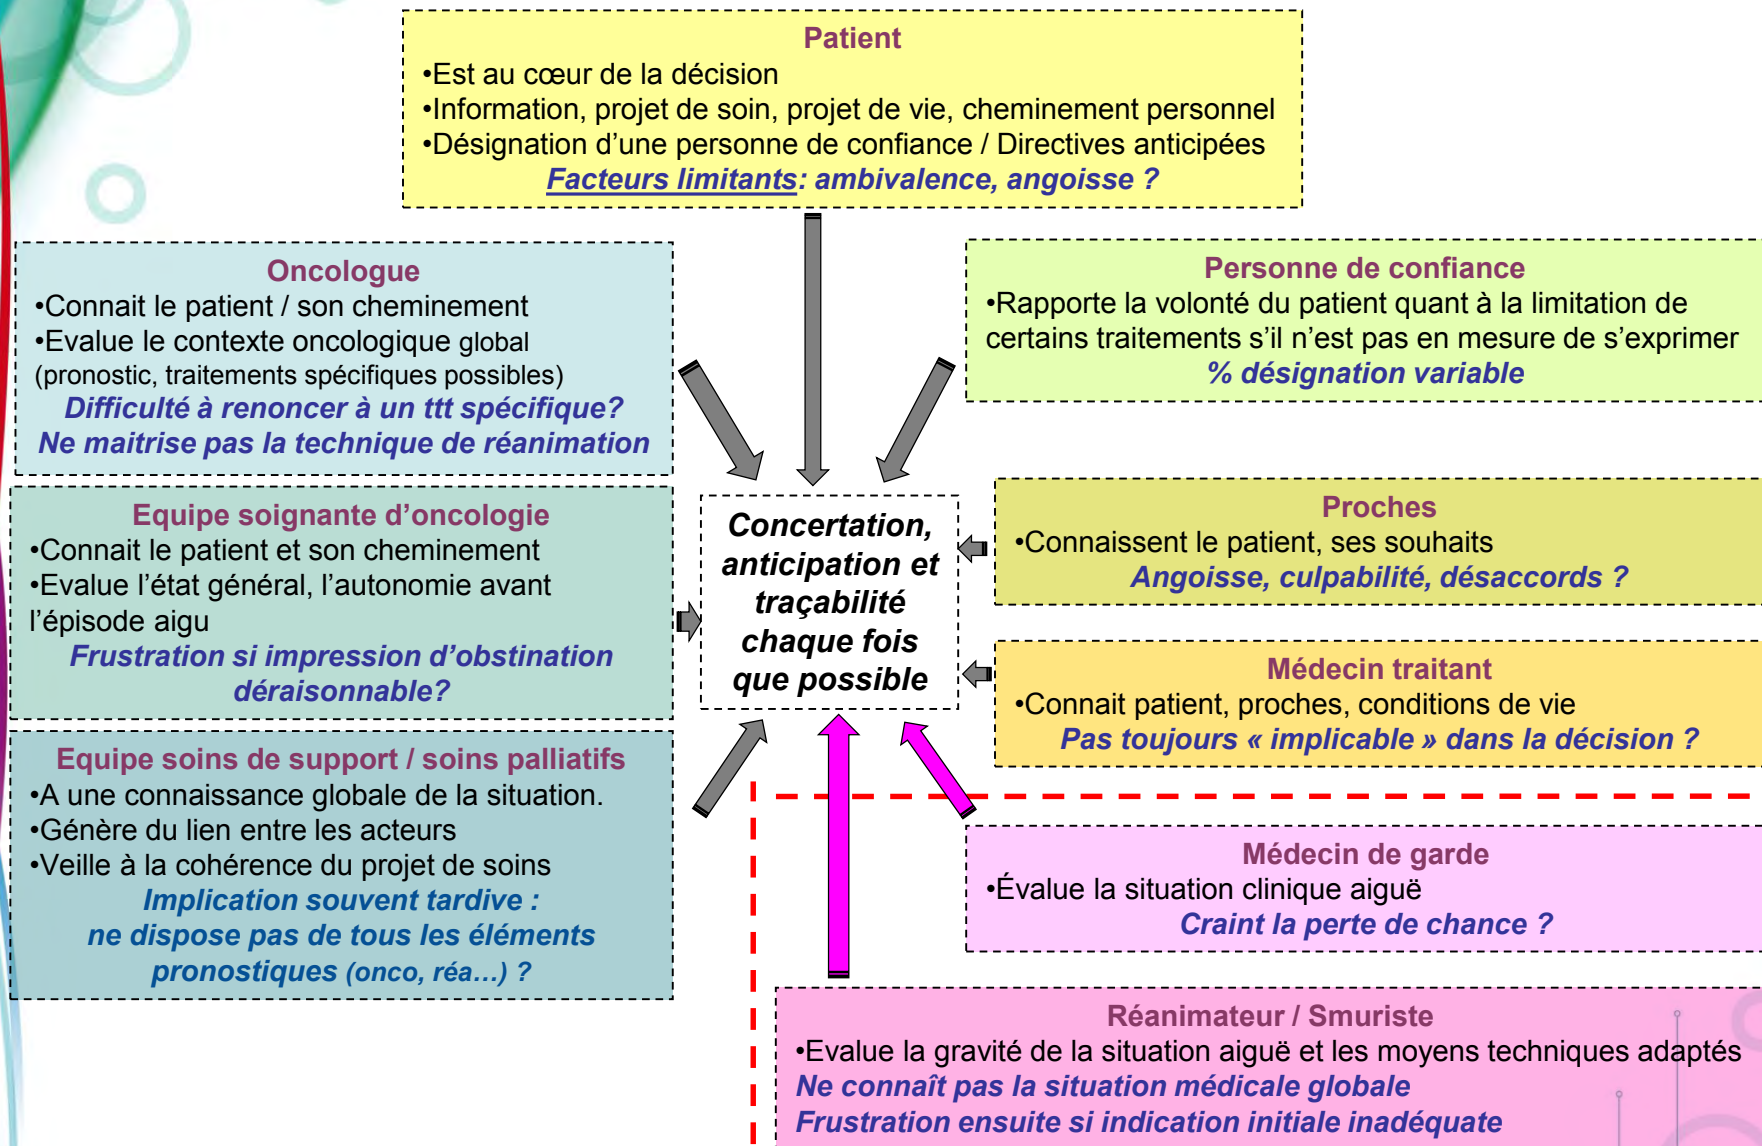 Patient
•Est au cœur de la décision
•Information, projet de soin, projet de vie, cheminement personnel
•Désignation d’une personne de confiance / Directives anticipées
Facteurs limitants: ambivalence, angoisse ?
Oncologue
•Connait le patient / son cheminement
•Evalue le contexte oncologique global
(pronostic, traitements spécifiques possibles)
Difficulté à renoncer à un ttt spécifique?
Ne maitrise pas la technique de réanimation
Personne de confiance
•Rapporte la volonté du patient quant à la limitation de
certains traitements s’il n’est pas en mesure de s’exprimer
% désignation variable
Equipe soignante d’oncologie
•Connait le patient et son cheminement
•Evalue l’état général, l’autonomie avant
l’épisode aigu
Frustration si impression d’obstination
déraisonnable?
Concertation,
anticipation et
traçabilité
chaque fois
que possible
Proches
•Connaissent le patient, ses souhaits
Angoisse, culpabilité, désaccords ?
Médecin traitant
•Connait patient, proches, conditions de vie
Pas toujours « implicable » dans la décision ?
Equipe soins de support / soins palliatifs
•A une connaissance globale de la situation.
•Génère du lien entre les acteurs
•Veille à la cohérence du projet de soins
Implication souvent tardive :
ne dispose pas de tous les éléments
pronostiques (onco, réa…) ?
Médecin de garde
•Évalue la situation clinique aiguë
Craint la perte de chance ?
Réanimateur / Smuriste
•Evalue la gravité de la situation aiguë et les moyens techniques adaptés
Ne connaît pas la situation médicale globale
Frustration ensuite si indication initiale inadéquate